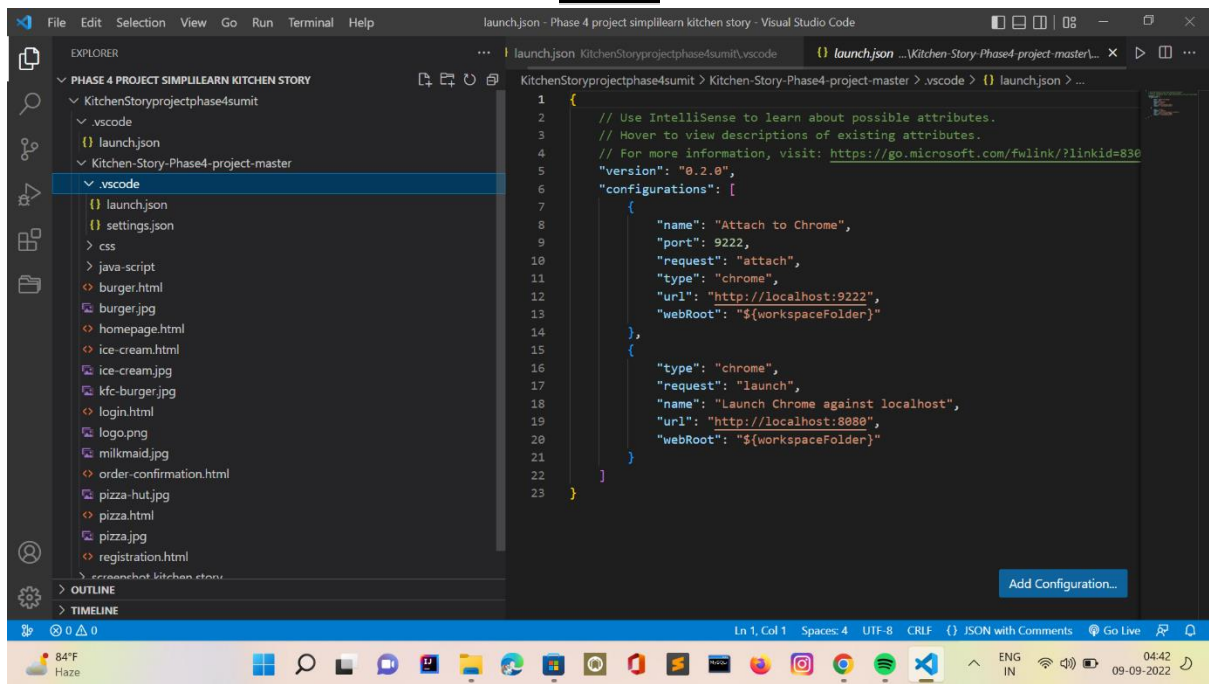 File Edit Selection View Go Run Terminal Help
launch.json - Phase 4 project simplilearn kitchen story - Visual Studio Code
EXPLORER
PHASE 4 PROJECT SIMPLILEARN KITCHEN STORY
KitchenStoryprojectphase4sumit
.vscode
{} launch.json
Kitchen-Story-Phase4-project-master
.vscode
{} launch.json
{} settings.json
css
java-script
burger.html
burger.jpg
homepage.html
ice-cream.html
ice-cream.jpg
kfc-burger.jpg
login.html
logo.png
milkmaid.jpg
order-confirmation.html
pizza-hut.jpg
pizza.html
pizza.jpg
registration.html
screenshot kitchen story
OUTLINE
TIMELINE
launch.json KitchenStoryprojectphase4sumit\.vscode
{} launch.json ...\Kitchen-Story-Phase4-project-master\...
KitchenStoryprojectphase4sumit > Kitchen-Story-Phase4-project-master > .vscode > {} launch.json > ...
1 {
2 // Use IntelliSense to learn about possible attributes.
3 // Hover to view descriptions of existing attributes.
4 // For more information, visit: https://go.microsoft.com/fwlink/?linkid=830
5 "version": "0.2.0",
6 "configurations": [
7 {
8 "name": "Attach to Chrome",
9 "port": 9222,
10 "request": "attach",
11 "type": "chrome",
12 "url": "http://localhost:9222",
13 "webRoot": "${workspaceFolder}"
14 },
15 {
16 "type": "chrome",
17 "request": "launch",
18 "name": "Launch Chrome against localhost",
19 "url": "http://localhost:8080",
20 "webRoot": "${workspaceFolder}"
21 }
22 ]
23 }
Add Configuration...
0 0
Ln 1, Col 1 Spaces: 4 UTF-8 CRLF {} JSON with Comments Go Live
84°F
Haze
ENG
IN
04:42
09-09-2022